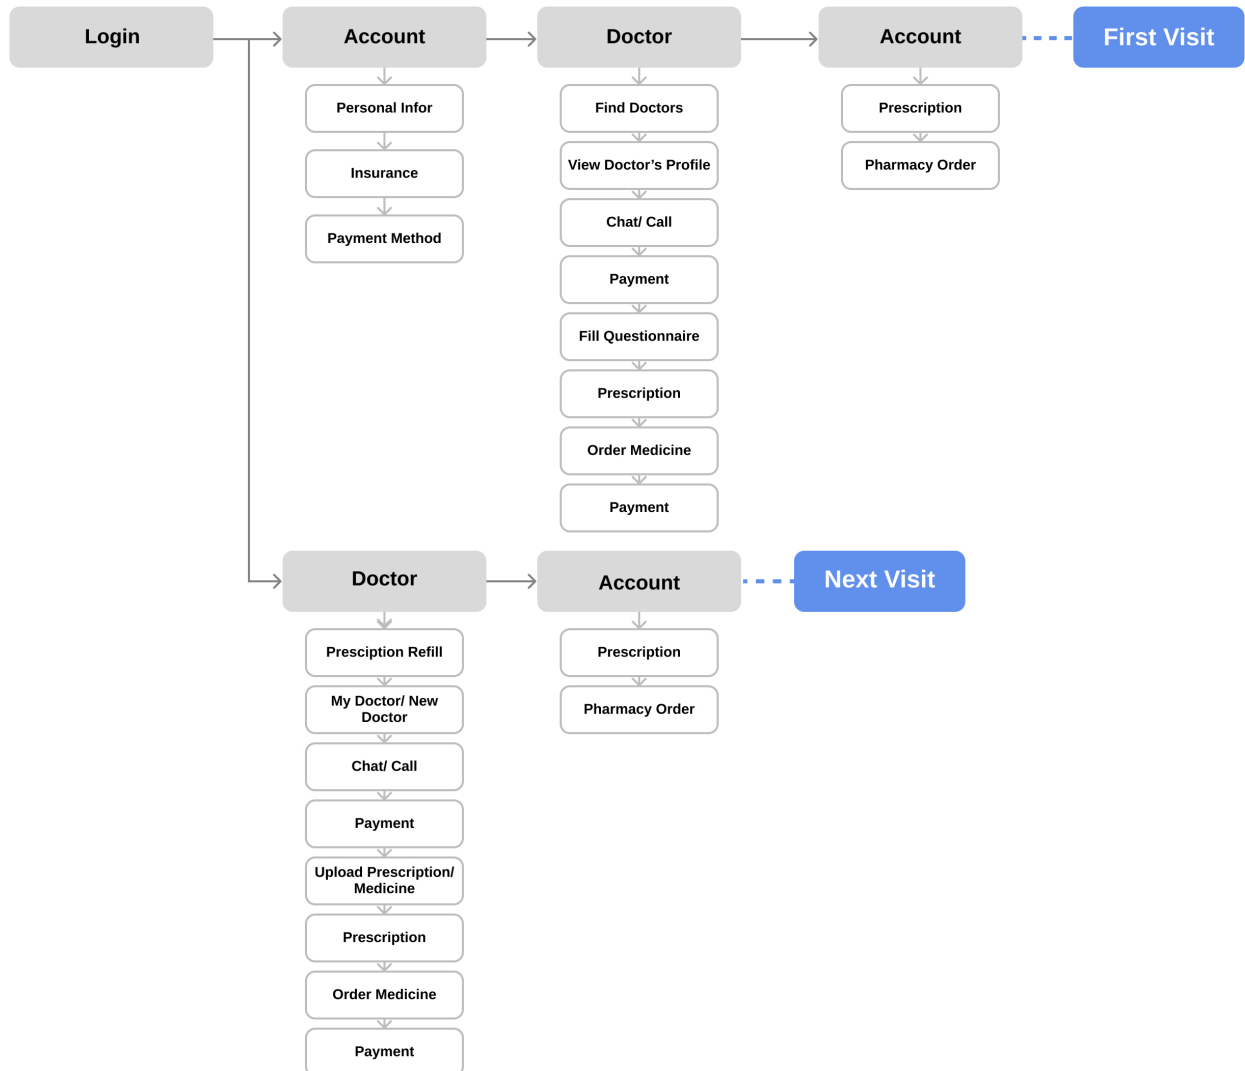 Login
Account
Doctor
Account
First Visit
Personal Infor
Insurance
Payment Method
Find Doctors
View Doctor’s Profile
Chat/ Call
Payment
Fill Questionnaire
Prescription
Order Medicine
Payment
Prescription
Pharmacy Order
Doctor
Account
Next Visit
Presciption Refill
My Doctor/ New
Doctor
Chat/ Call
Payment
Upload Prescription/
Medicine
Prescription
Order Medicine
Payment
Prescription
Pharmacy Order